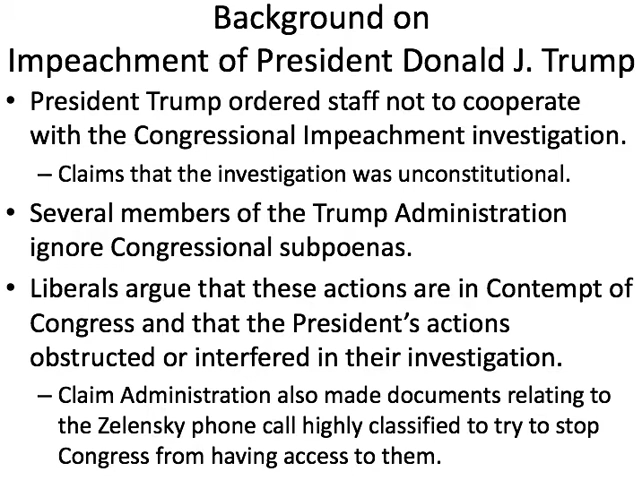 Background on
Impeachment of President Donald J. Trump
• President Trump ordered staff not to cooperate
with the Congressional Impeachment investigation.
– Claims that the investigation was unconstitutional.
• Several members of the Trump Administration
ignore Congressional subpoenas.
• Liberals argue that these actions are in Contempt of
Congress and that the President’s actions
obstructed or interfered in their investigation.
– Claim Administration also made documents relating to
the Zelensky phone call highly classified to try to stop
Congress from having access to them.